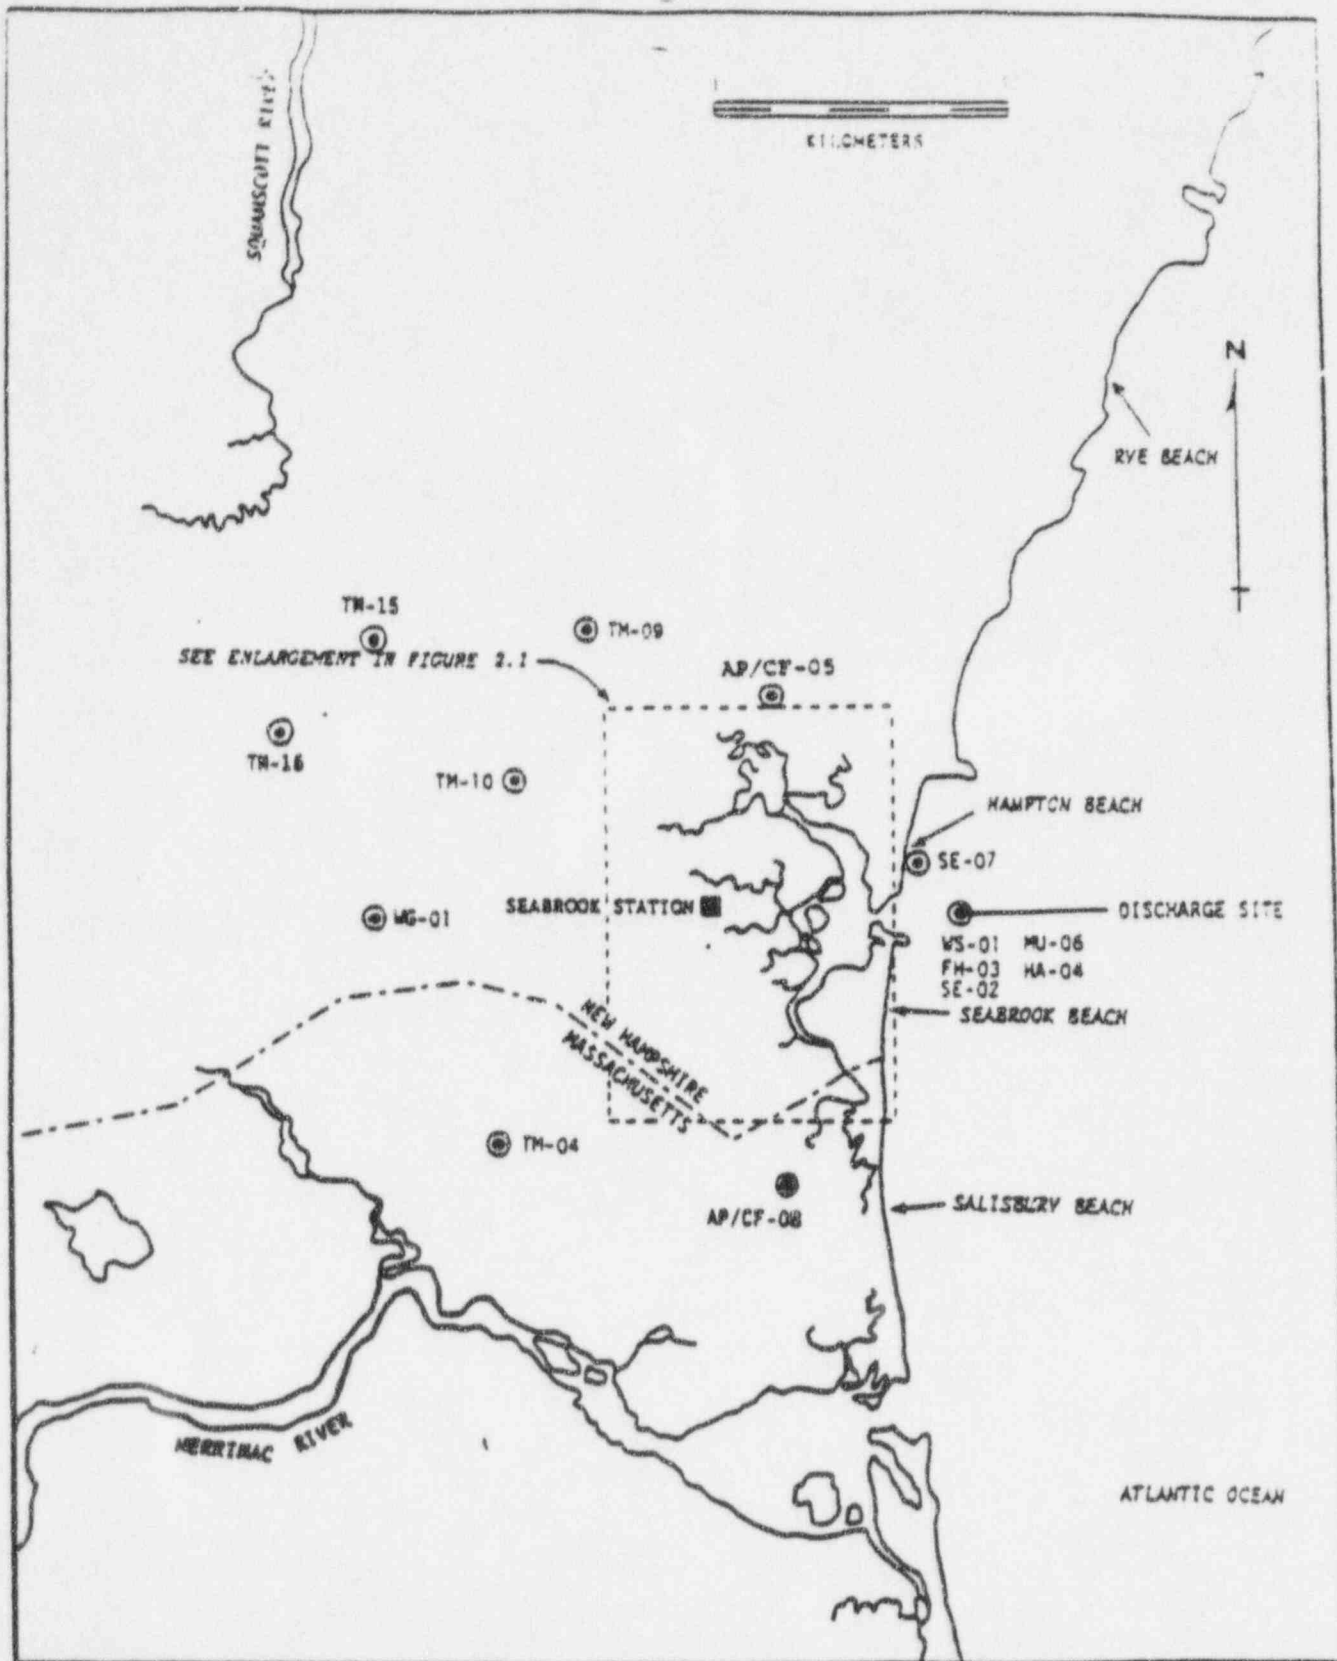 KILOMETERS
SQUAMSCOTT RIVER
N
RYE BEACH
TM-15
TM-09
SEE ENLARGEMENT IN FIGURE 2.1
AP/CF-05
TM-16
TM-10
HAMPTON BEACH
SE-07
SEABROOK STATION
WG-01
DISCHARGE SITE
WS-01 MU-06
FH-03 HA-04
SE-02
SEABROOK BEACH
NEW HAMPSHIRE
MASSACHUSETTS
TM-04
AP/CF-08
SALISBURY BEACH
MERRIMAC RIVER
ATLANTIC OCEAN